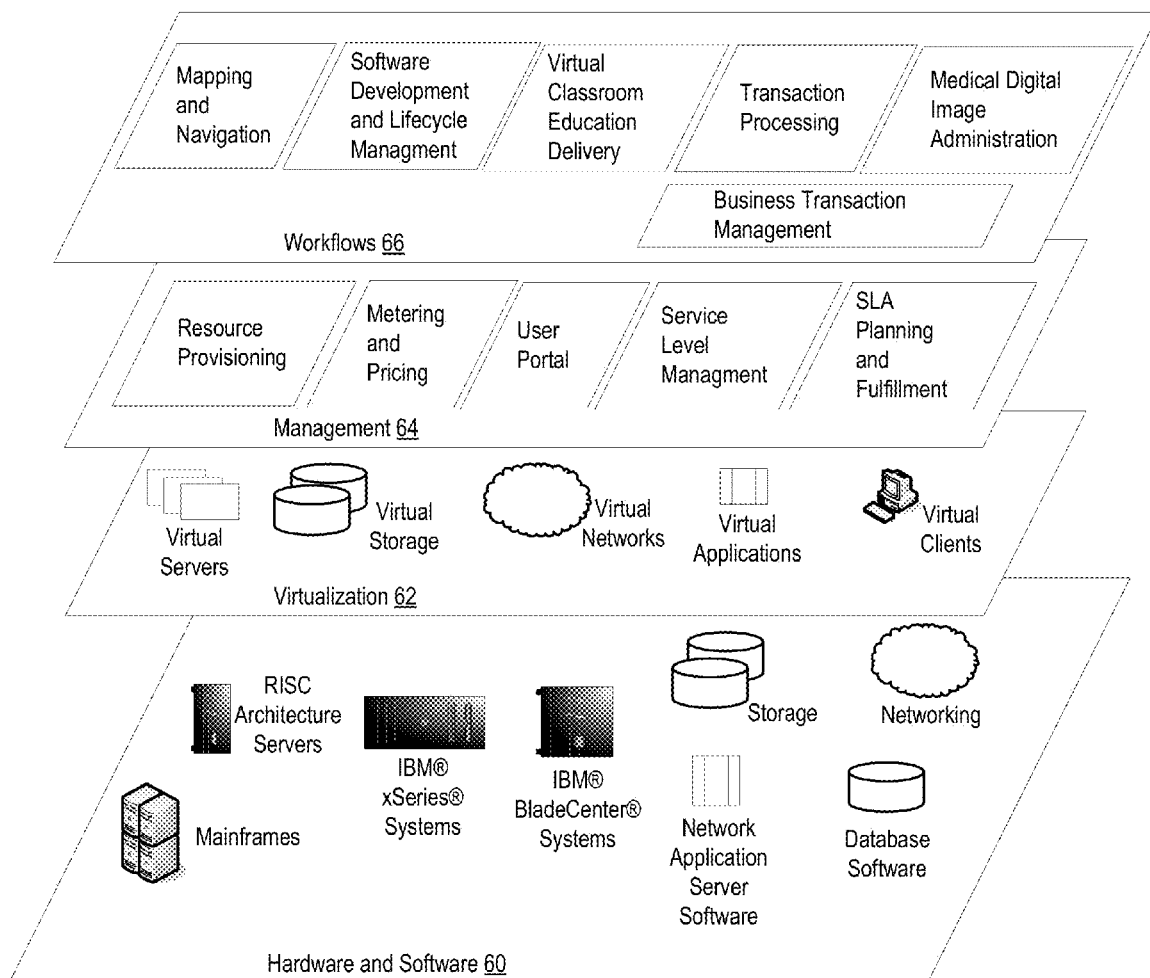 Mapping
and
Navigation
Software
Development
and Lifecycle
Managment
Virtual
Classroom
Education
Delivery
Transaction
Processing
Medical Digital
Image
Administration
Business Transaction
Management
Workflows 66
Resource
Provisioning
Metering
and
Pricing
User
Portal
Service
Level
Managment
SLA
Planning
and
Fulfillment
Management 64
Virtual
Servers
Virtual
Storage
Virtual
Networks
Virtual
Applications
Virtual
Clients
Virtualization 62
RISC
Architecture
Servers
IBM®
xSeries®
Systems
IBM®
BladeCenter®
Systems
Storage
Networking
Mainframes
Network
Application
Server
Software
Database
Software
Hardware and Software 60